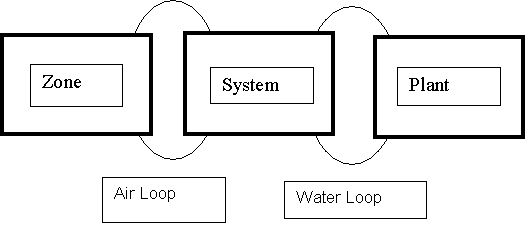 Zone
System
Plant
Air Loop
Water Loop